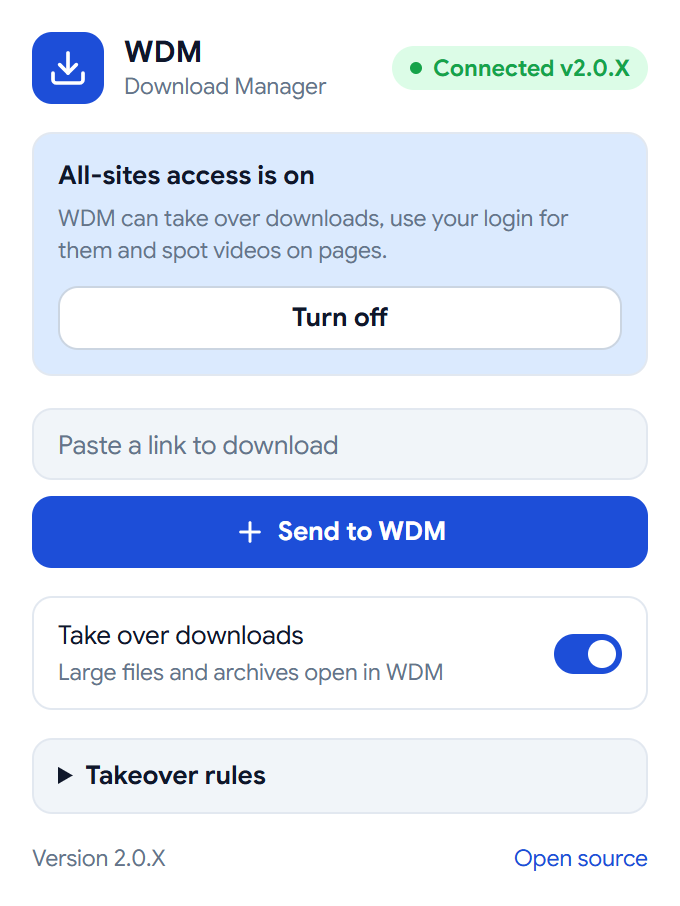 WDM
Download Manager
Connected v2.0.X
All-sites access is on
WDM can take over downloads, use your login for
them and spot videos on pages.
Turn off
Paste a link to download
Send to WDM
Take over downloads
Large files and archives open in WDM
Takeover rules
Version 2.0.X
Open source